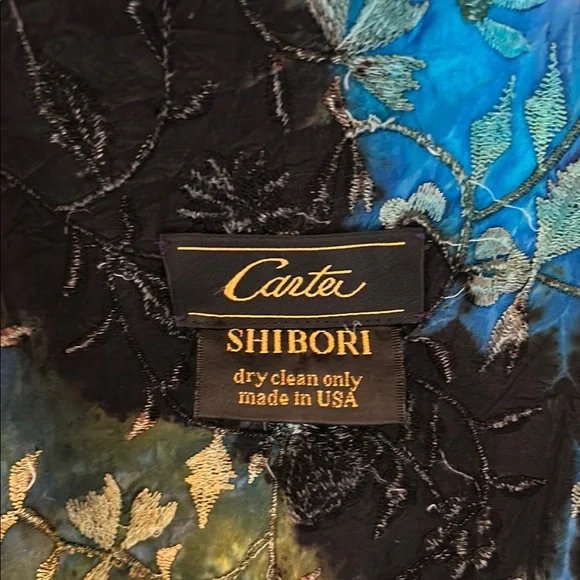 Carter
SHIBORI
dry clean only
made in USA